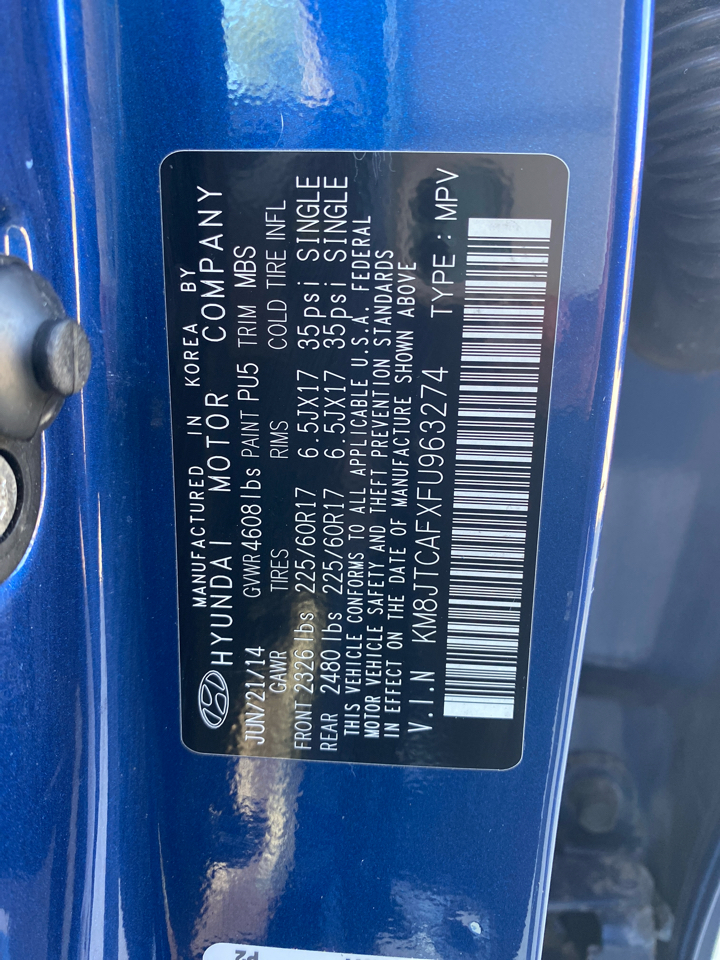 MANUFACTURED IN KOREA BY
HYUNDAI MOTOR COMPANY
JUN/21/14 GVWR 4608 lbs PAINT PU5 TRIM MBS
GAWR TIRES RMS COLD TIRE INFL
FRONT 2326 lbs 225/60R17 6.5JX17 35psi SINGLE
REAR 2480 lbs 225/60R17 6.5JX17 35psi SINGLE
THIS VEHICLE CONFORMS TO ALL APPLICABLE U.S.A. FEDERAL
MOTOR VEHICLE SAFETY AND THEFT PREVENTION STANDARDS
IN EFFECT ON THE DATE OF MANUFACTURE SHOWN ABOVE
V.I.N KM8JTCAFXFU963274 TYPE : MPV